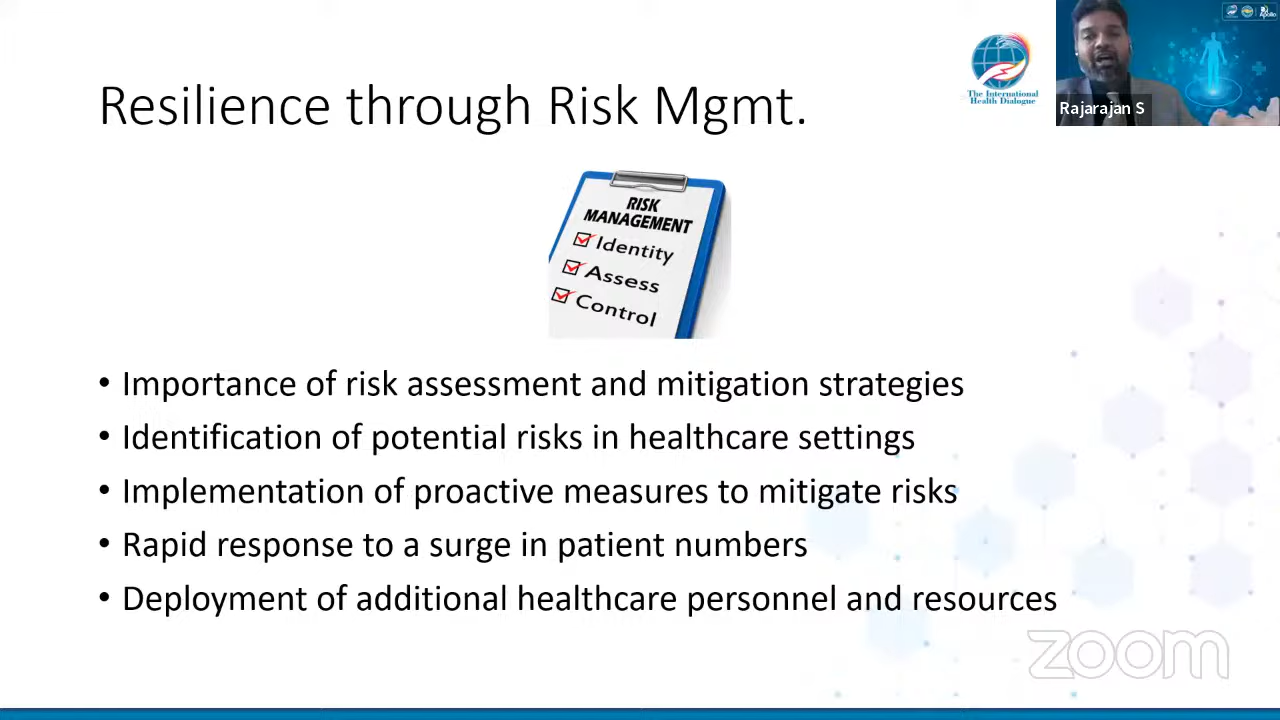 Resilience through Risk Mgmt.
The International
Health Dialogue
Apollo
Rajarajan S
RISK
MANAGEMENT
Identity
Assess
Control
• Importance of risk assessment and mitigation strategies
• Identification of potential risks in healthcare settings
• Implementation of proactive measures to mitigate risks
• Rapid response to a surge in patient numbers
• Deployment of additional healthcare personnel and resources
zoom